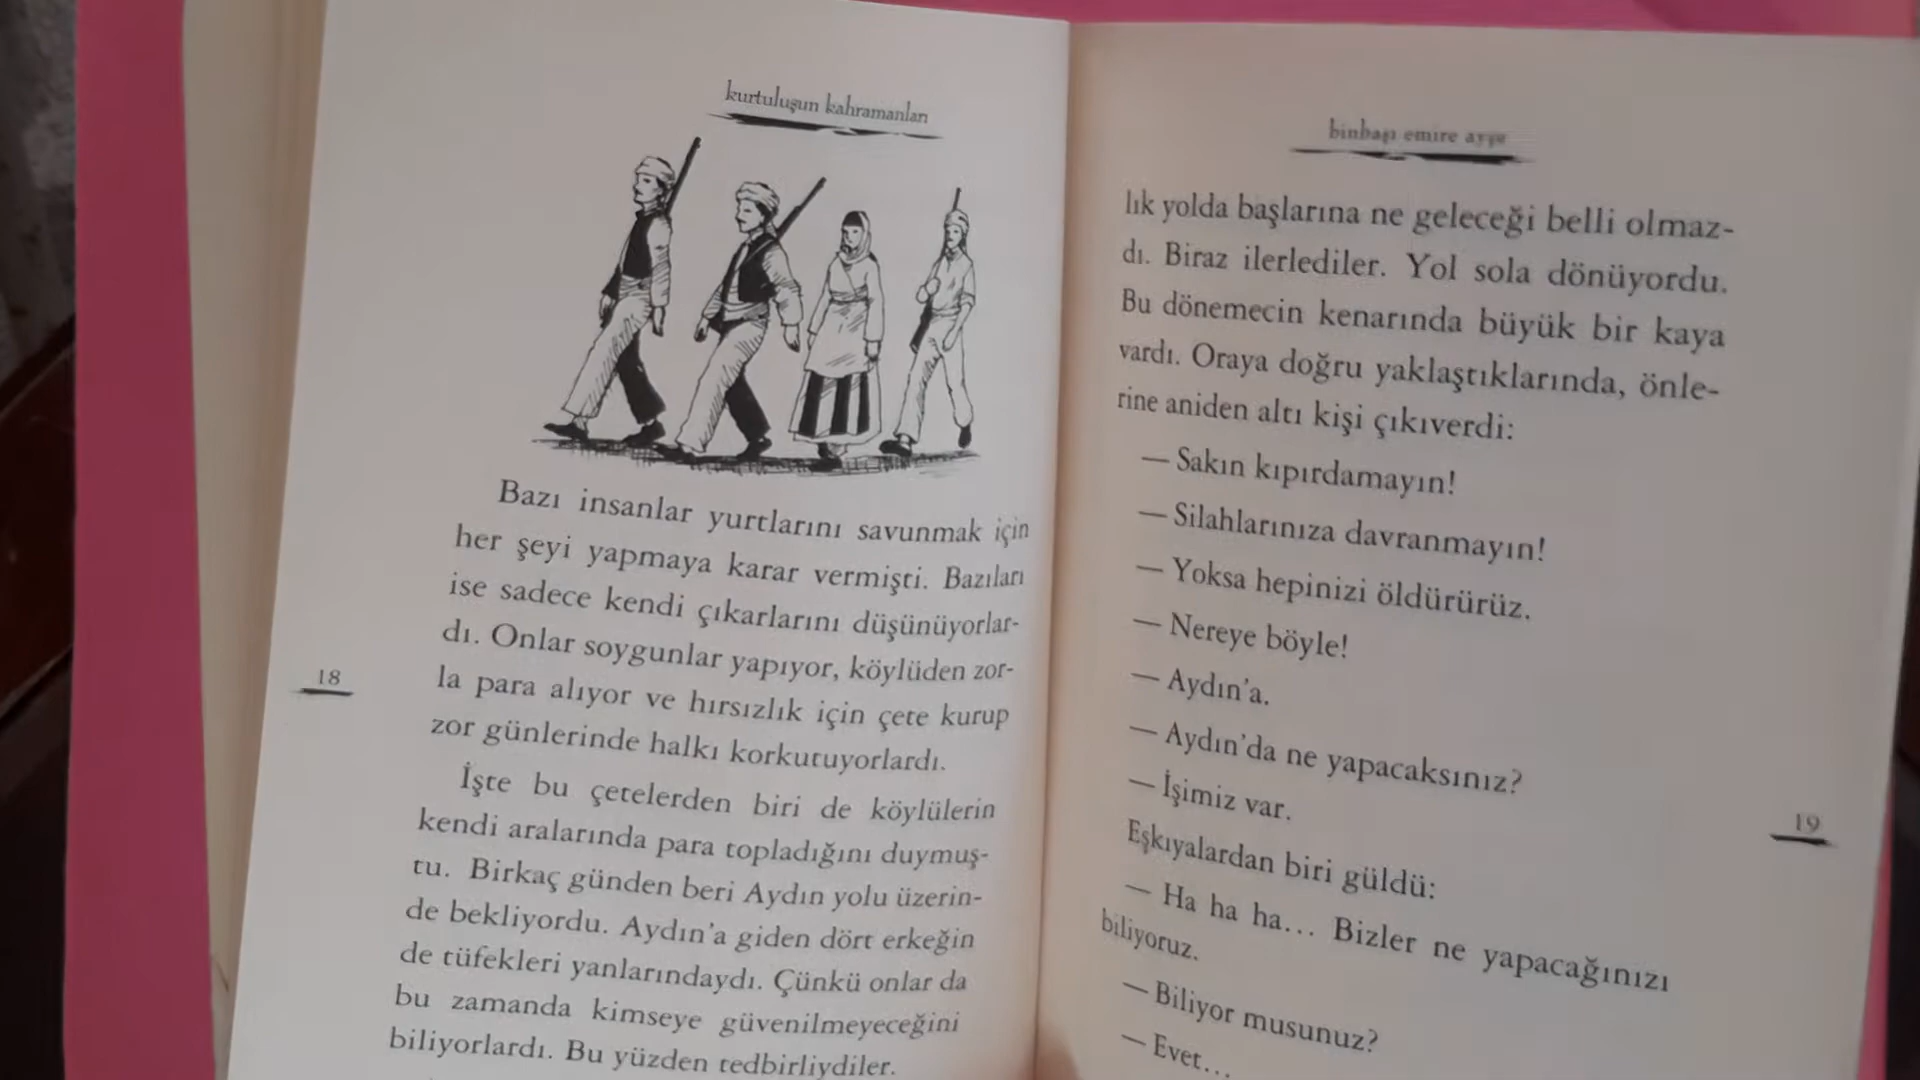 kurtuluşun kahramanları
Bazı insanlar yurtlarını savunmak için
her şeyi yapmaya karar vermişti. Bazıları
ise sadece kendi çıkarlarını düşünüyorlar-
dı. Onlar soygunlar yapıyor, köylüden zor-
la para alıyor ve hırsızlık için çete kurup
zor günlerinde halkı korkutuyorlardı.
İşte bu çetelerden biri de köylülerin
kendi aralarında para topladığını duymuş-
tu. Birkaç günden beri Aydın yolu üzerin-
de bekliyordu. Aydın'a giden dört erkeğin
de tüfekleri yanlarındaydı. Çünkü onlar da
bu zamanda kimseye güvenilmeyeceğini
biliyorlardı. Bu yüzden tedbirliydiler.
18
binbaşı emire ayşe
lık yolda başlarına ne geleceği belli olmaz-
dı. Biraz ilerlediler. Yol sola dönüyordu.
Bu dönemecin kenarında büyük bir kaya
vardı. Oraya doğru yaklaştıklarında, önle-
rine aniden altı kişi çıkıverdi:
— Sakın kıpırdamayın!
— Silahlarınıza davranmayın!
— Yoksa hepinizi öldürürüz.
— Nereye böyle!
— Aydın'a.
— Aydın'da ne yapacaksınız?
— İşimiz var.
Eşkıyalardan biri güldü:
— Ha ha ha... Bizler ne yapacağınızı
biliyoruz.
— Biliyor musunuz?
— Evet...
19